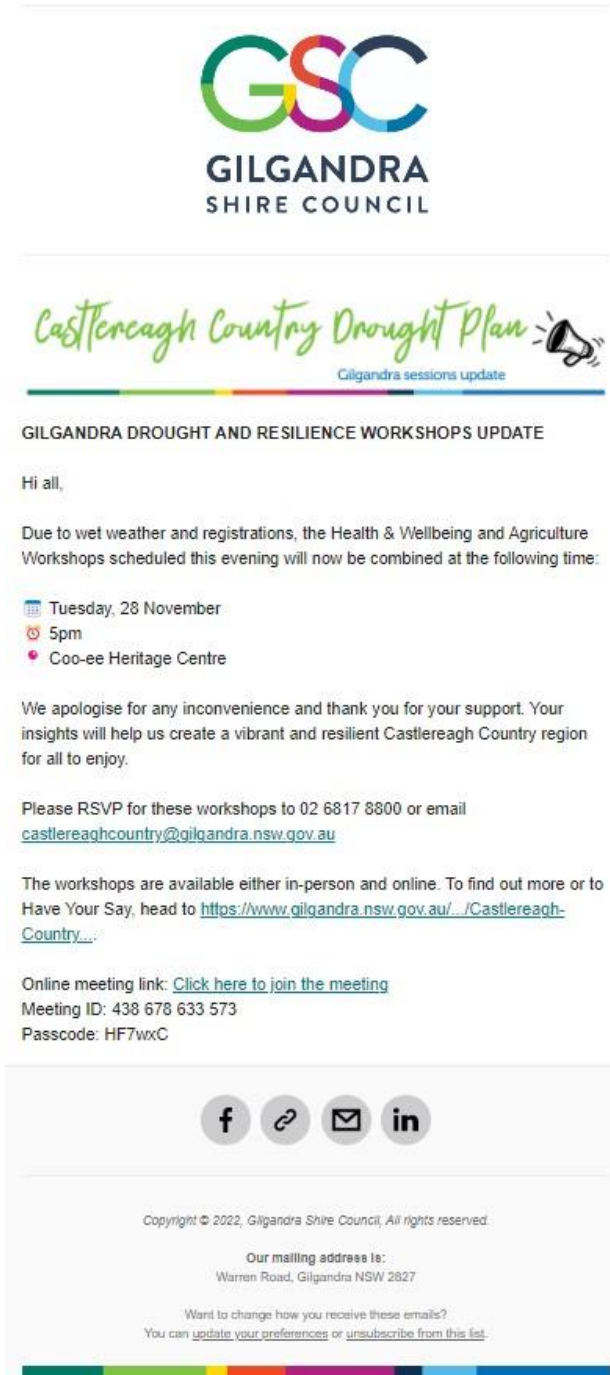 GSC
GILGANDRA
SHIRE COUNCIL
Castlereagh Country Drought Plan
Gilgandra sessions update
GILGANDRA DROUGHT AND RESILIENCE WORKSHOPS UPDATE
Hi all,
Due to wet weather and registrations, the Health & Wellbeing and Agriculture
Workshops scheduled this evening will now be combined at the following time:
Tuesday, 28 November
5pm
Coo-ee Heritage Centre
We apologise for any inconvenience and thank you for your support. Your
insights will help us create a vibrant and resilient Castlereagh Country region
for all to enjoy.
Please RSVP for these workshops to 02 6817 8800 or email
castlereaghcountry@gilgandra.nsw.gov.au
The workshops are available either in-person and online. To find out more or to
Have Your Say, head to https://www.gilgandra.nsw.gov.au/.../Castlereagh-
Country....
Online meeting link: Click here to join the meeting
Meeting ID: 438 678 633 573
Passcode: HF7wxC
f
in
Copyright © 2022, Gilgandra Shire Council, All rights reserved.
Our mailing address is:
Warren Road, Gilgandra NSW 2827
Want to change how you receive these emails?
You can update your preferences or unsubscribe from this list.